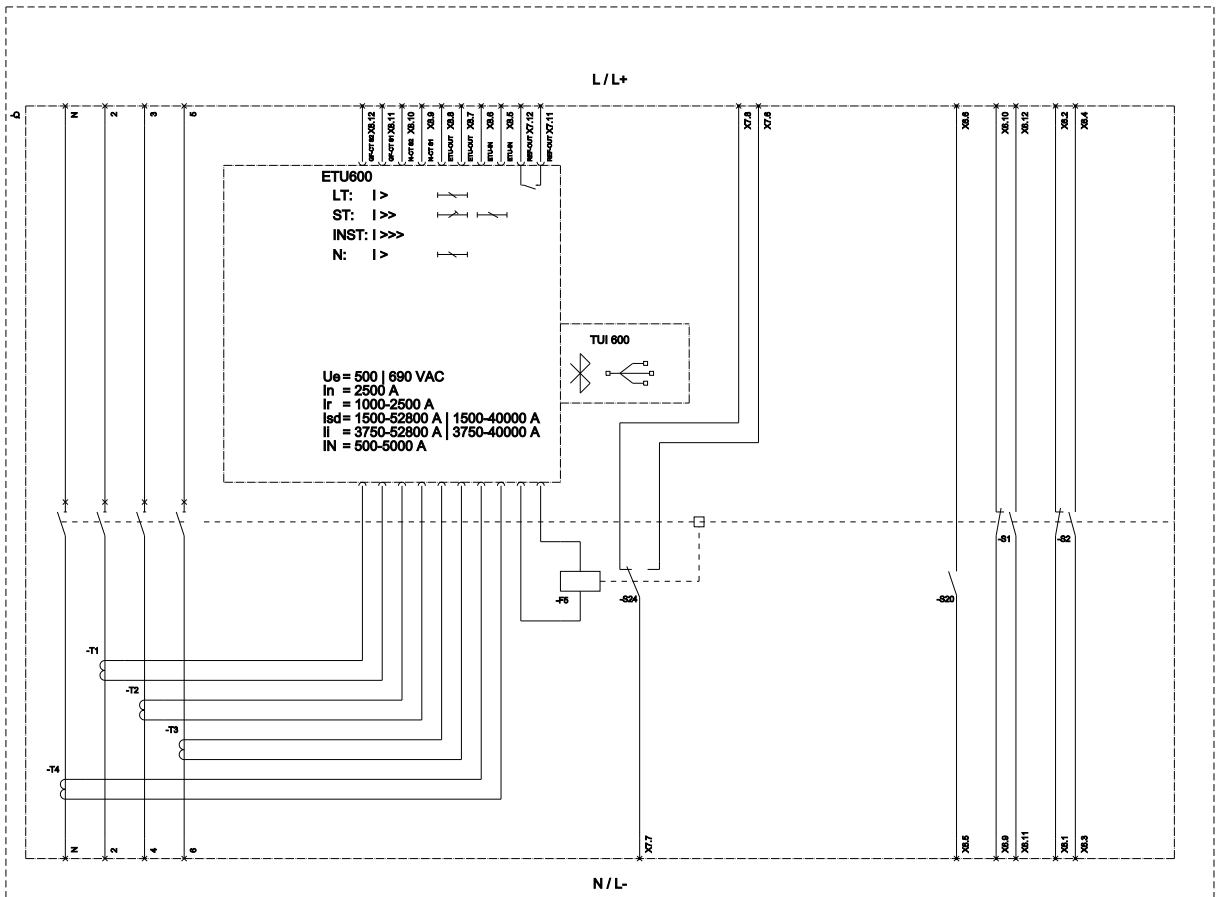 L / L+
-Q
N
2
3
5
GF-CT S2 X8.12
GF-CT S1 X8.11
N-CT S2 X8.10
N-CT S1 X8.9
ETU-OUT X8.8
ETU-OUT X8.7
ETU-IN X8.6
ETU-IN X8.5
REF-OUT X7.12
REF-OUT X7.11
X7.8
X7.6
X6.6
X6.10
X6.12
X6.2
X6.4
ETU600
LT: I >
ST: I >>
INST: I >>>
N: I >
TUI 600
Ue = 500 | 690 VAC
In = 2500 A
Ir = 1000-2500 A
Isd = 1500-52800 A | 1500-40000 A
Ii = 3750-52800 A | 3750-40000 A
IN = 500-5000 A
-S1
-S2
-F5
-S24
-S20
-T1
-T2
-T3
-T4
N
2
4
6
X7.7
X6.5
X6.9
X6.11
X6.1
X6.3
N / L-